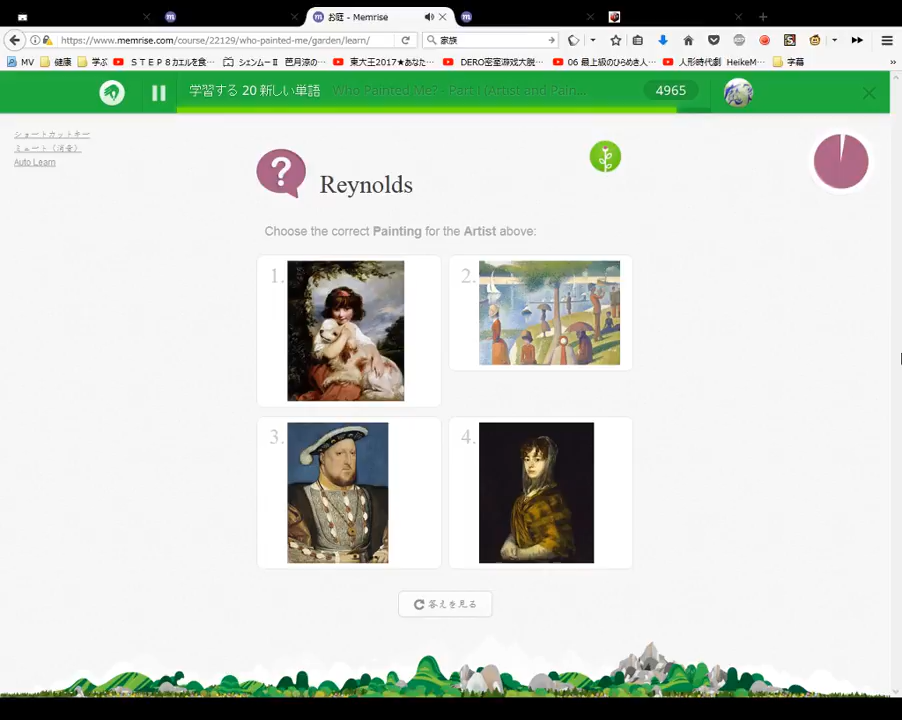 お庭 - Memrise
https://www.memrise.com/course/22129/who-painted-me/garden/learn/
家族
MV
健康
学ぶ
ＳＴＥＰ8カエルを食…
シェンムーⅡ 芭月涼の…
東大王2017★あなた…
DERO密室游戏大脱…
06 最上級のひらめき人…
人形時代劇 HeikeM…
字幕
学習する 20 新しい単語
Who Painted Me? - Part I (Artist and Pain...
4965
ショートカットキー
ミュート（消音）
Auto Learn
?
Reynolds
Choose the correct Painting for the Artist above:
1.
2.
3.
4.
答えを見る